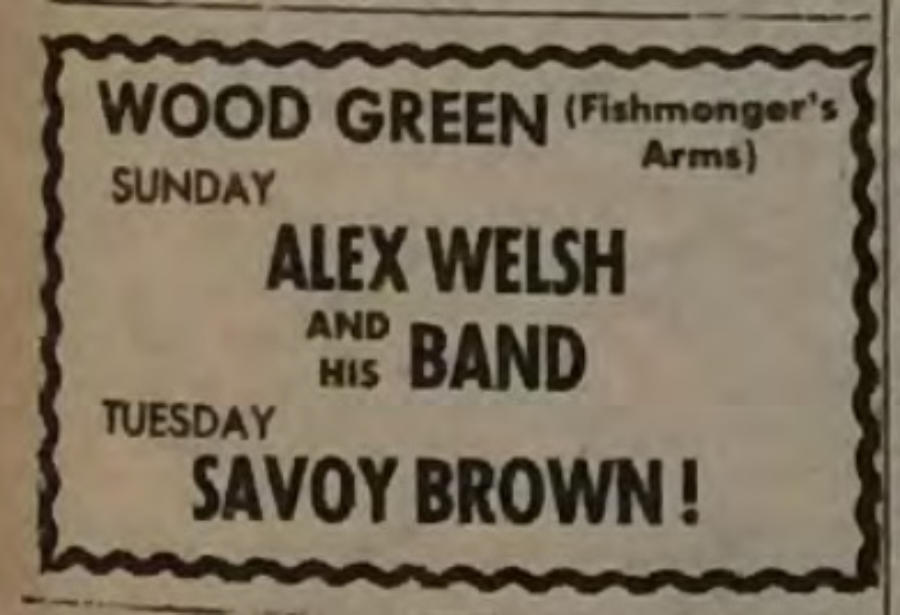 WOOD GREEN (Fishmonger's
Arms)
SUNDAY
ALEX WELSH
AND
HIS BAND
TUESDAY
SAVOY BROWN!